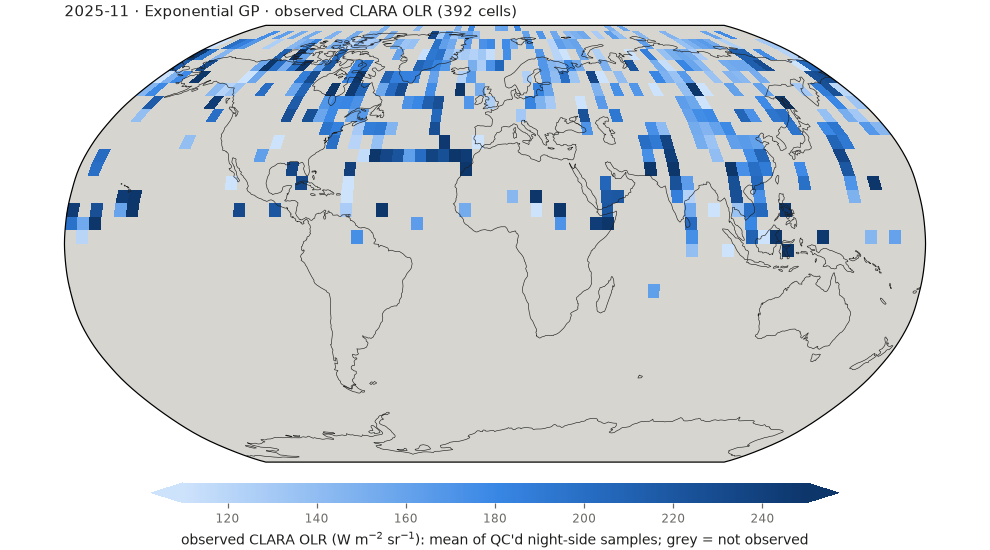 2025-11 · Exponential GP · observed CLARA OLR (392 cells)
120 140 160 180 200 220 240
observed CLARA OLR (W m⁻² sr⁻¹): mean of QC'd night-side samples; grey = not observed